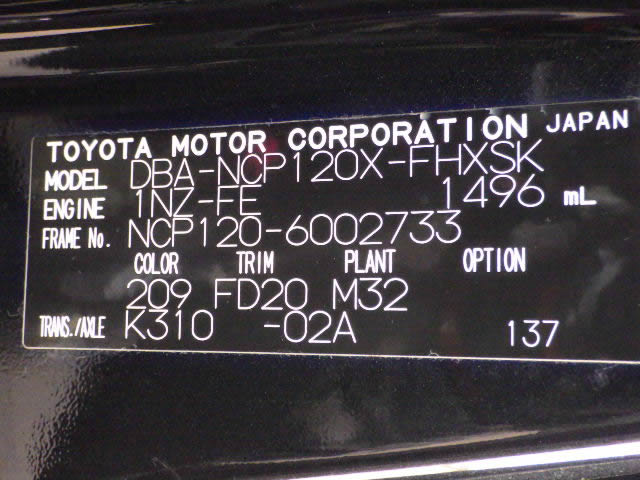 TOYOTA MOTOR CORPORATION JAPAN
MODEL DBA-NCP120X-FHXSK
ENGINE 1NZ-FE 1496 mL
FRAME No. NCP120-6002733
COLOR TRIM PLANT OPTION
209 FD20 M32
TRANS./AXLE K310 -02A 137